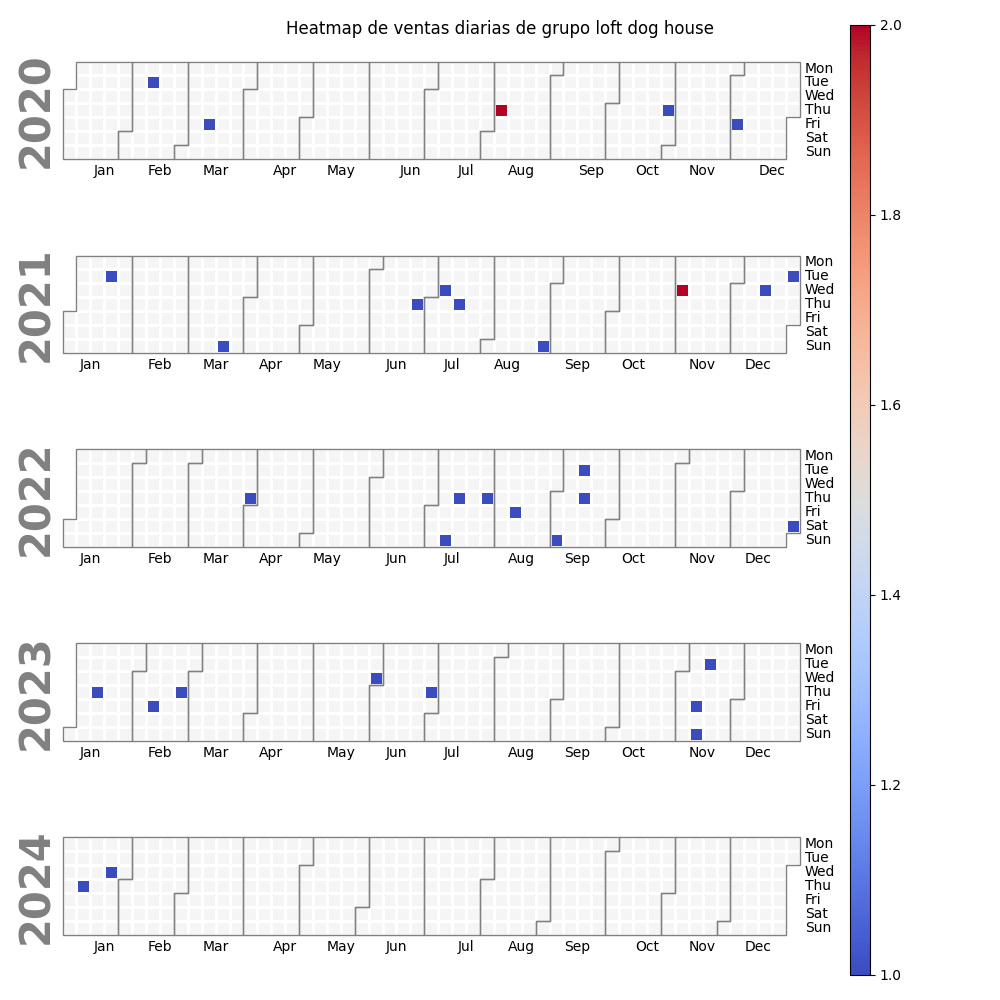 Heatmap de ventas diarias de grupo loft dog house
2020
Mon
Tue
Wed
Thu
Fri
Sat
Sun
Jan Feb Mar Apr May Jun Jul Aug Sep Oct Nov Dec
2021
Mon
Tue
Wed
Thu
Fri
Sat
Sun
Jan Feb Mar Apr May Jun Jul Aug Sep Oct Nov Dec
2022
Mon
Tue
Wed
Thu
Fri
Sat
Sun
Jan Feb Mar Apr May Jun Jul Aug Sep Oct Nov Dec
2023
Mon
Tue
Wed
Thu
Fri
Sat
Sun
Jan Feb Mar Apr May Jun Jul Aug Sep Oct Nov Dec
2024
Mon
Tue
Wed
Thu
Fri
Sat
Sun
Jan Feb Mar Apr May Jun Jul Aug Sep Oct Nov Dec
2.0
1.8
1.6
1.4
1.2
1.0